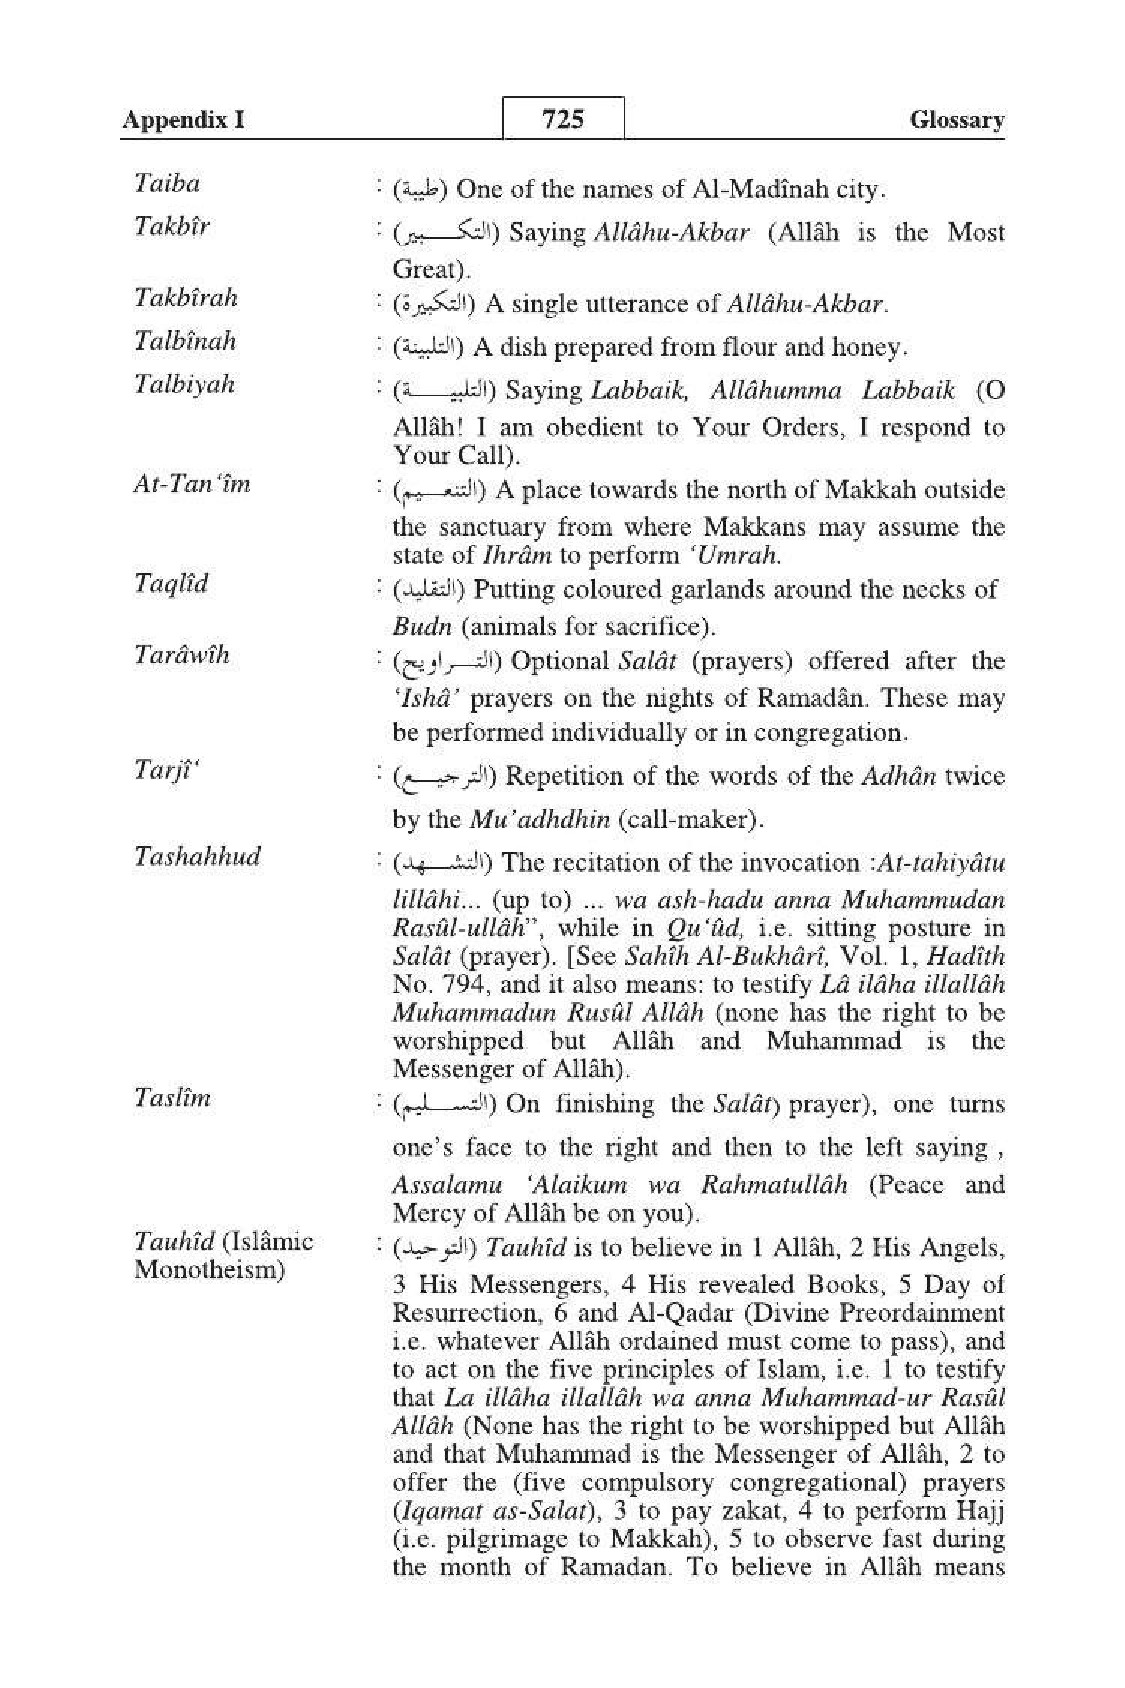 Appendix I 725 Glossary
Taiba : (طيبة) One of the names of Al-Madînah city.
Takbîr : (التكـــبير) Saying Allâhu-Akbar (Allâh is the Most
Great).
Takbîrah : (التكبيرة) A single utterance of Allâhu-Akbar.
Talbînah : (التلبينة) A dish prepared from flour and honey.
Talbiyah : (التلبيـــة) Saying Labbaik, Allâhumma Labbaik (O
Allâh! I am obedient to Your Orders, I respond to
Your Call).
At-Tan‘îm : (التنعـيم) A place towards the north of Makkah outside
the sanctuary from where Makkans may assume the
state of Ihrâm to perform ‘Umrah.
Taqlîd : (التقليد) Putting coloured garlands around the necks of
Budn (animals for sacrifice).
Tarâwîh : (التـراويح) Optional Salât (prayers) offered after the
‘Ishâ’ prayers on the nights of Ramadân. These may
be performed individually or in congregation.
Tarjî‘ : (الترجيـع) Repetition of the words of the Adhân twice
by the Mu’adhdhin (call-maker).
Tashahhud : (التشـهد) The recitation of the invocation :At-tahiyâtu
lillâhi... (up to) ... wa ash-hadu anna Muhammudan
Rasûl-ullâh”, while in Qu‘ûd, i.e. sitting posture in
Salât (prayer). [See Sahîh Al-Bukhârî, Vol. 1, Hadîth
No. 794, and it also means: to testify Lâ ilâha illallâh
Muhammadun Rusûl Allâh (none has the right to be
worshipped but Allâh and Muhammad is the
Messenger of Allâh).
Taslîm : (التسـليم) On finishing the Salât) prayer), one turns
one’s face to the right and then to the left saying ,
Assalamu ‘Alaikum wa Rahmatullâh (Peace and
Mercy of Allâh be on you).
Tauhîd (Islâmic : (التوحيد) Tauhîd is to believe in 1 Allâh, 2 His Angels,
Monotheism)
3 His Messengers, 4 His revealed Books, 5 Day of
Resurrection, 6 and Al-Qadar (Divine Preordainment
i.e. whatever Allâh ordained must come to pass), and
to act on the five principles of Islam, i.e. 1 to testify
that La illâha illallâh wa anna Muhammad-ur Rasûl
Allâh (None has the right to be worshipped but Allâh
and that Muhammad is the Messenger of Allâh, 2 to
offer the (five compulsory congregational) prayers
(Iqamat as-Salat), 3 to pay zakat, 4 to perform Hajj
(i.e. pilgrimage to Makkah), 5 to observe fast during
the month of Ramadan. To believe in Allâh means